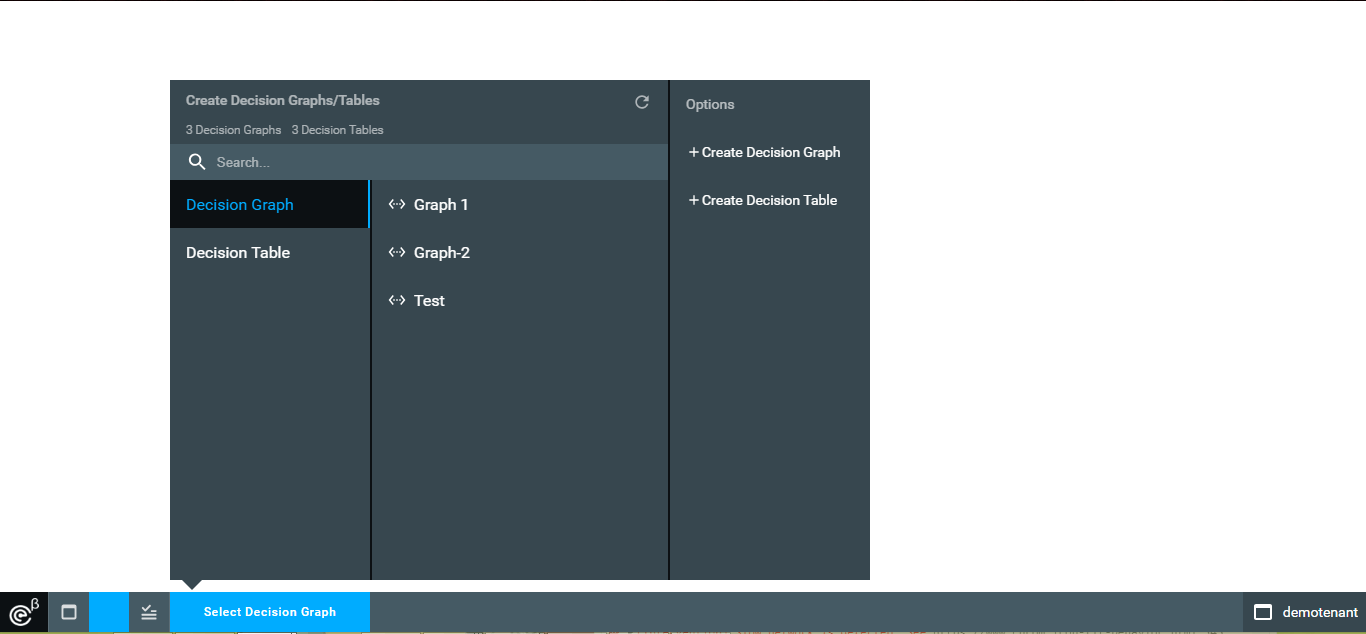 Create Decision Graphs/Tables
3 Decision Graphs 3 Decision Tables
Search...
Decision Graph
Decision Table
Graph 1
Graph-2
Test
Options
+ Create Decision Graph
+ Create Decision Table
e β
Select Decision Graph
demotenant